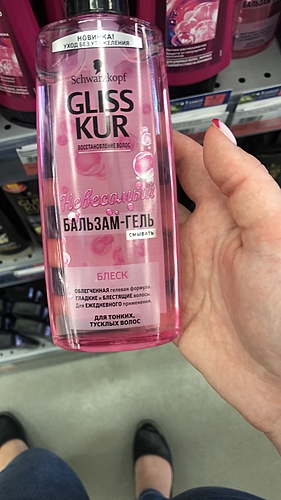 НОВИНКА!
УХОД БЕЗ УТЯЖЕЛЕНИЯ
Schwarzkopf
GLISS
KUR
ВОССТАНОВЛЕНИЕ ВОЛОС
Невесомый
БАЛЬЗАМ-ГЕЛЬ
СМЫВАТЬ
БЛЕСК
ОБЛЕГЧЕННАЯ гелевая формула.
ГЛАДКИЕ и БЛЕСТЯЩИЕ волосы.
Для ЕЖЕДНЕВНОГО применения.
ДЛЯ ТОНКИХ,
ТУСКЛЫХ ВОЛОС